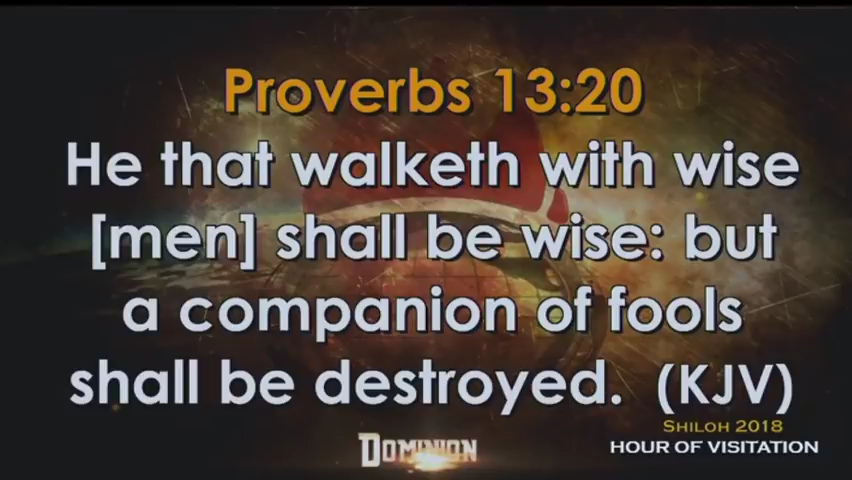 Proverbs 13:20
He that walketh with wise
[men] shall be wise: but
a companion of fools
shall be destroyed. (KJV)
SHILOH 2018
HOUR OF VISITATION
DOMINION